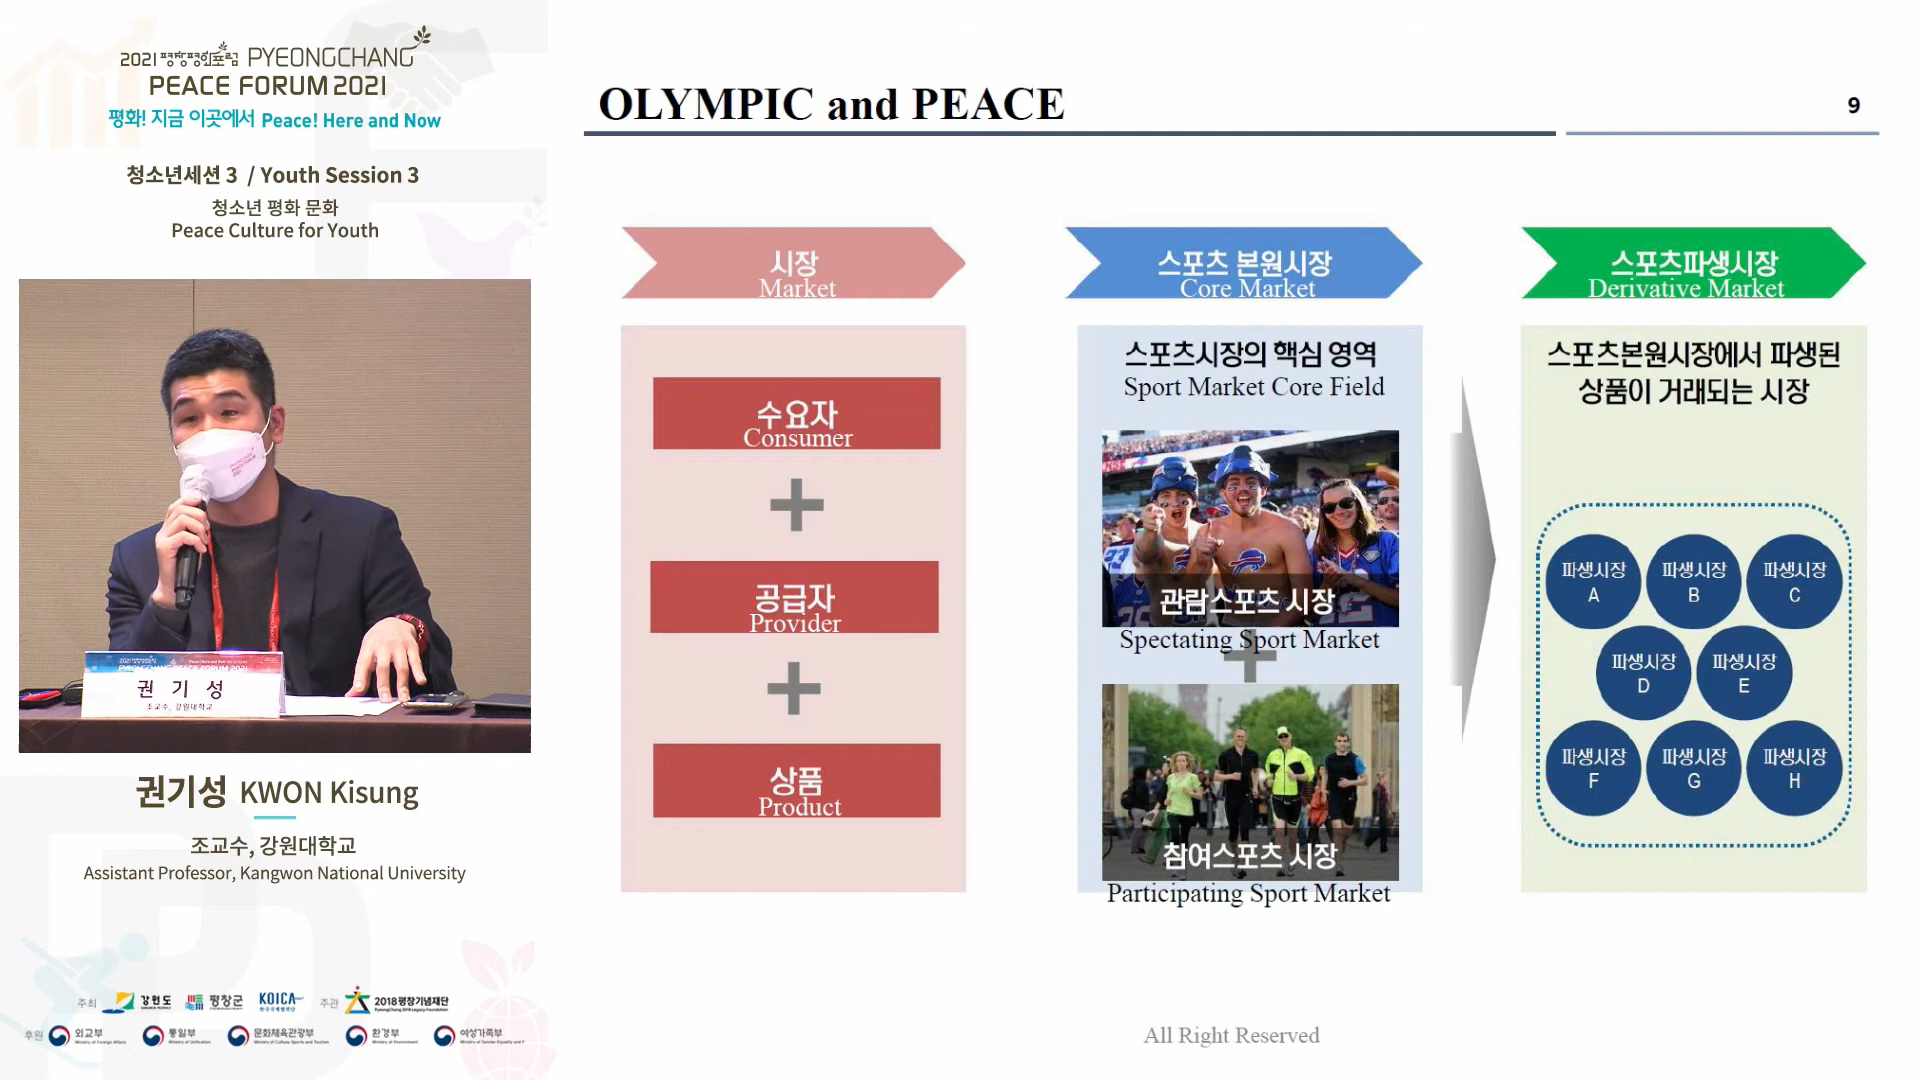 2021 평창평화포럼 PYEONGCHANG
PEACE FORUM 2021
평화! 지금 이곳에서 Peace! Here and Now
청소년세션 3 / Youth Session 3
청소년 평화 문화
Peace Culture for Youth
PYEONGCHANG PEACE FORUM 2021
권 기 성
조교수, 강원대학교
권기성 KWON Kisung
조교수, 강원대학교
Assistant Professor, Kangwon National University
주최 강원도 평창군 KOICA 주관 2018평창기념재단
후원 외교부 통일부 문화체육관광부 환경부 여성가족부
OLYMPIC and PEACE
9
시장
Market
수요자
Consumer
공급자
Provider
상품
Product
스포츠 본원시장
Core Market
스포츠시장의 핵심 영역
Sport Market Core Field
관람스포츠 시장
Spectating Sport Market
참여스포츠 시장
Participating Sport Market
스포츠파생시장
Derivative Market
스포츠본원시장에서 파생된
상품이 거래되는 시장
파생시장
A
파생시장
B
파생시장
C
파생시장
D
파생시장
E
파생시장
F
파생시장
G
파생시장
H
All Right Reserved